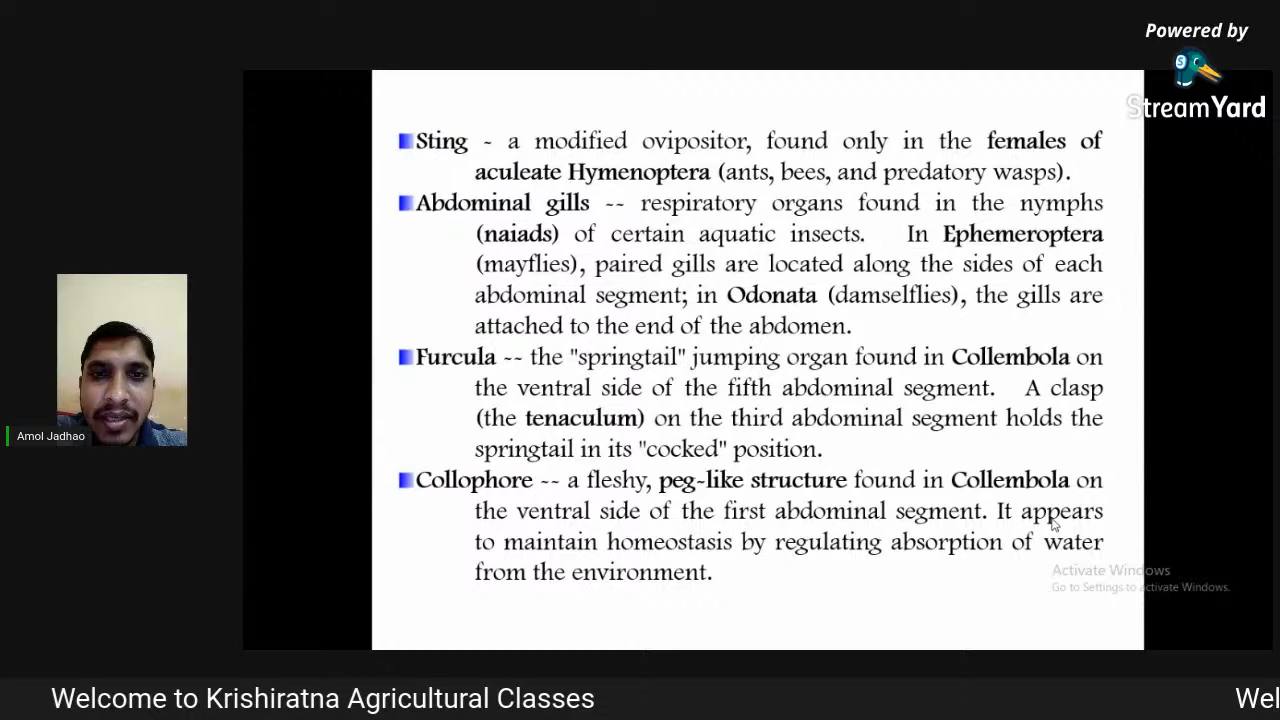 Powered by
StreamYard
Sting - a modified ovipositor, found only in the females of
aculeate Hymenoptera (ants, bees, and predatory wasps).
Abdominal gills -- respiratory organs found in the nymphs
(naiads) of certain aquatic insects. In Ephemeroptera
(mayflies), paired gills are located along the sides of each
abdominal segment; in Odonata (damselflies), the gills are
attached to the end of the abdomen.
Furcula -- the "springtail" jumping organ found in Collembola on
the ventral side of the fifth abdominal segment. A clasp
(the tenaculum) on the third abdominal segment holds the
springtail in its "cocked" position.
Collophore -- a fleshy, peg-like structure found in Collembola on
the ventral side of the first abdominal segment. It appears
to maintain homeostasis by regulating absorption of water
from the environment.
Amol Jadhao
Activate Windows
Go to Settings to activate Windows.
Welcome to Krishiratna Agricultural Classes
Wel